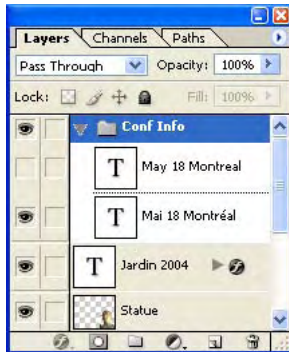 Layers Channels Paths
Pass Through Opacity: 100%
Lock: Fill: 100%
Conf Info
T May 18 Montreal
T Mai 18 Montréal
T Jardin 2004
Statue